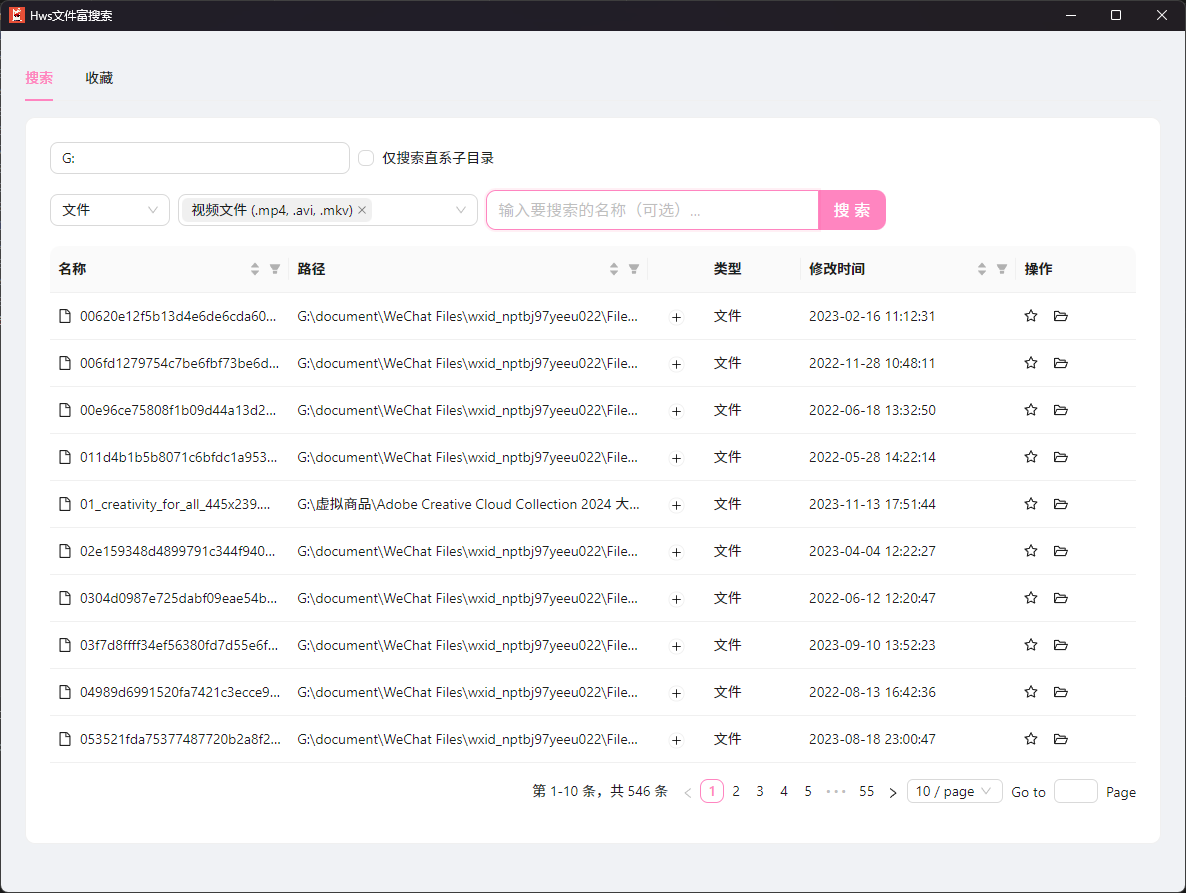 Hws文件富搜索
搜索 收藏
G: 仅搜索直系子目录
文件 视频文件 (.mp4, .avi, .mkv) 输入要搜索的名称（可选）... 搜 索
名称 路径 类型 修改时间 操作
00620e12f5b13d4e6de6cda60... G:\document\WeChat Files\wxid_nptbj97yeeu022\File... + 文件 2023-02-16 11:12:31
006fd1279754c7be6fbf73be6d... G:\document\WeChat Files\wxid_nptbj97yeeu022\File... + 文件 2022-11-28 10:48:11
00e96ce75808f1b09d44a13d2... G:\document\WeChat Files\wxid_nptbj97yeeu022\File... + 文件 2022-06-18 13:32:50
011d4b1b5b8071c6bfdc1a953... G:\document\WeChat Files\wxid_nptbj97yeeu022\File... + 文件 2022-05-28 14:22:14
01_creativity_for_all_445x239.... G:\虚拟商品\Adobe Creative Cloud Collection 2024 大... + 文件 2023-11-13 17:51:44
02e159348d4899791c344f940... G:\document\WeChat Files\wxid_nptbj97yeeu022\File... + 文件 2023-04-04 12:22:27
0304d0987e725dabf09eae54b... G:\document\WeChat Files\wxid_nptbj97yeeu022\File... + 文件 2022-06-12 12:20:47
03f7d8ffff34ef56380fd7d55e6f... G:\document\WeChat Files\wxid_nptbj97yeeu022\File... + 文件 2023-09-10 13:52:23
04989d6991520fa7421c3ecce9... G:\document\WeChat Files\wxid_nptbj97yeeu022\File... + 文件 2022-08-13 16:42:36
053521fda75377487720b2a8f2... G:\document\WeChat Files\wxid_nptbj97yeeu022\File... + 文件 2023-08-18 23:00:47
第 1-10 条，共 546 条 < 1 2 3 4 5 ••• 55 > 10 / page Go to Page